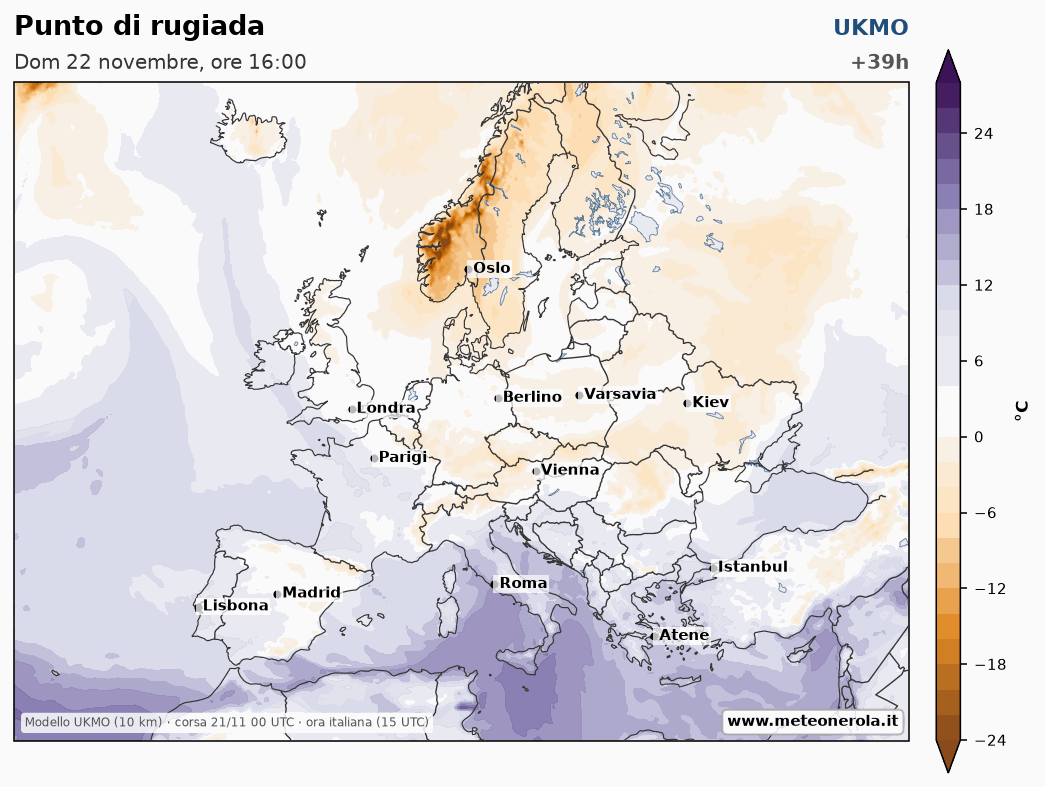 Punto di rugiada
UKMO
Dom 22 novembre, ore 16:00
+39h
Oslo
Berlino
Varsavia
Kiev
Londra
Parigi
Vienna
Istanbul
Roma
Madrid
Lisbona
Atene
Modello UKMO (10 km) · corsa 21/11 00 UTC · ora italiana (15 UTC)
www.meteonerola.it
24
18
12
6
0
−6
−12
−18
−24
°C